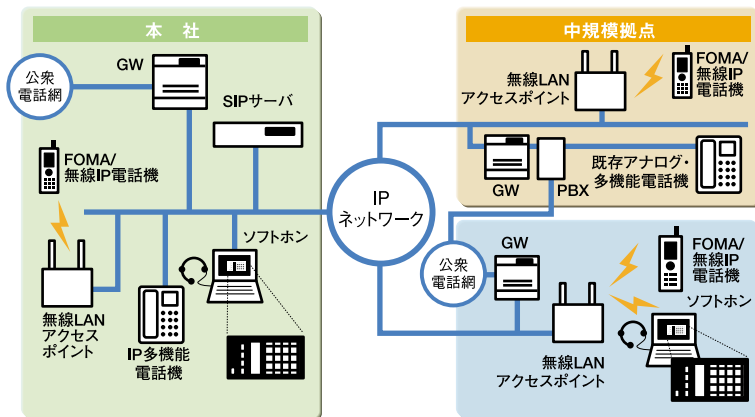 本 社
公衆
電話網
GW
SIPサーバ
FOMA/
無線IP電話機
ソフトホン
無線LAN
アクセス
ポイント
IP多機能
電話機
IP
ネットワーク
中規模拠点
無線LAN
アクセスポイント
FOMA/
無線IP
電話機
GW
PBX
既存アナログ・
多機能電話機
公衆
電話網
GW
FOMA/
無線IP
電話機
ソフトホン
無線LAN
アクセスポイント